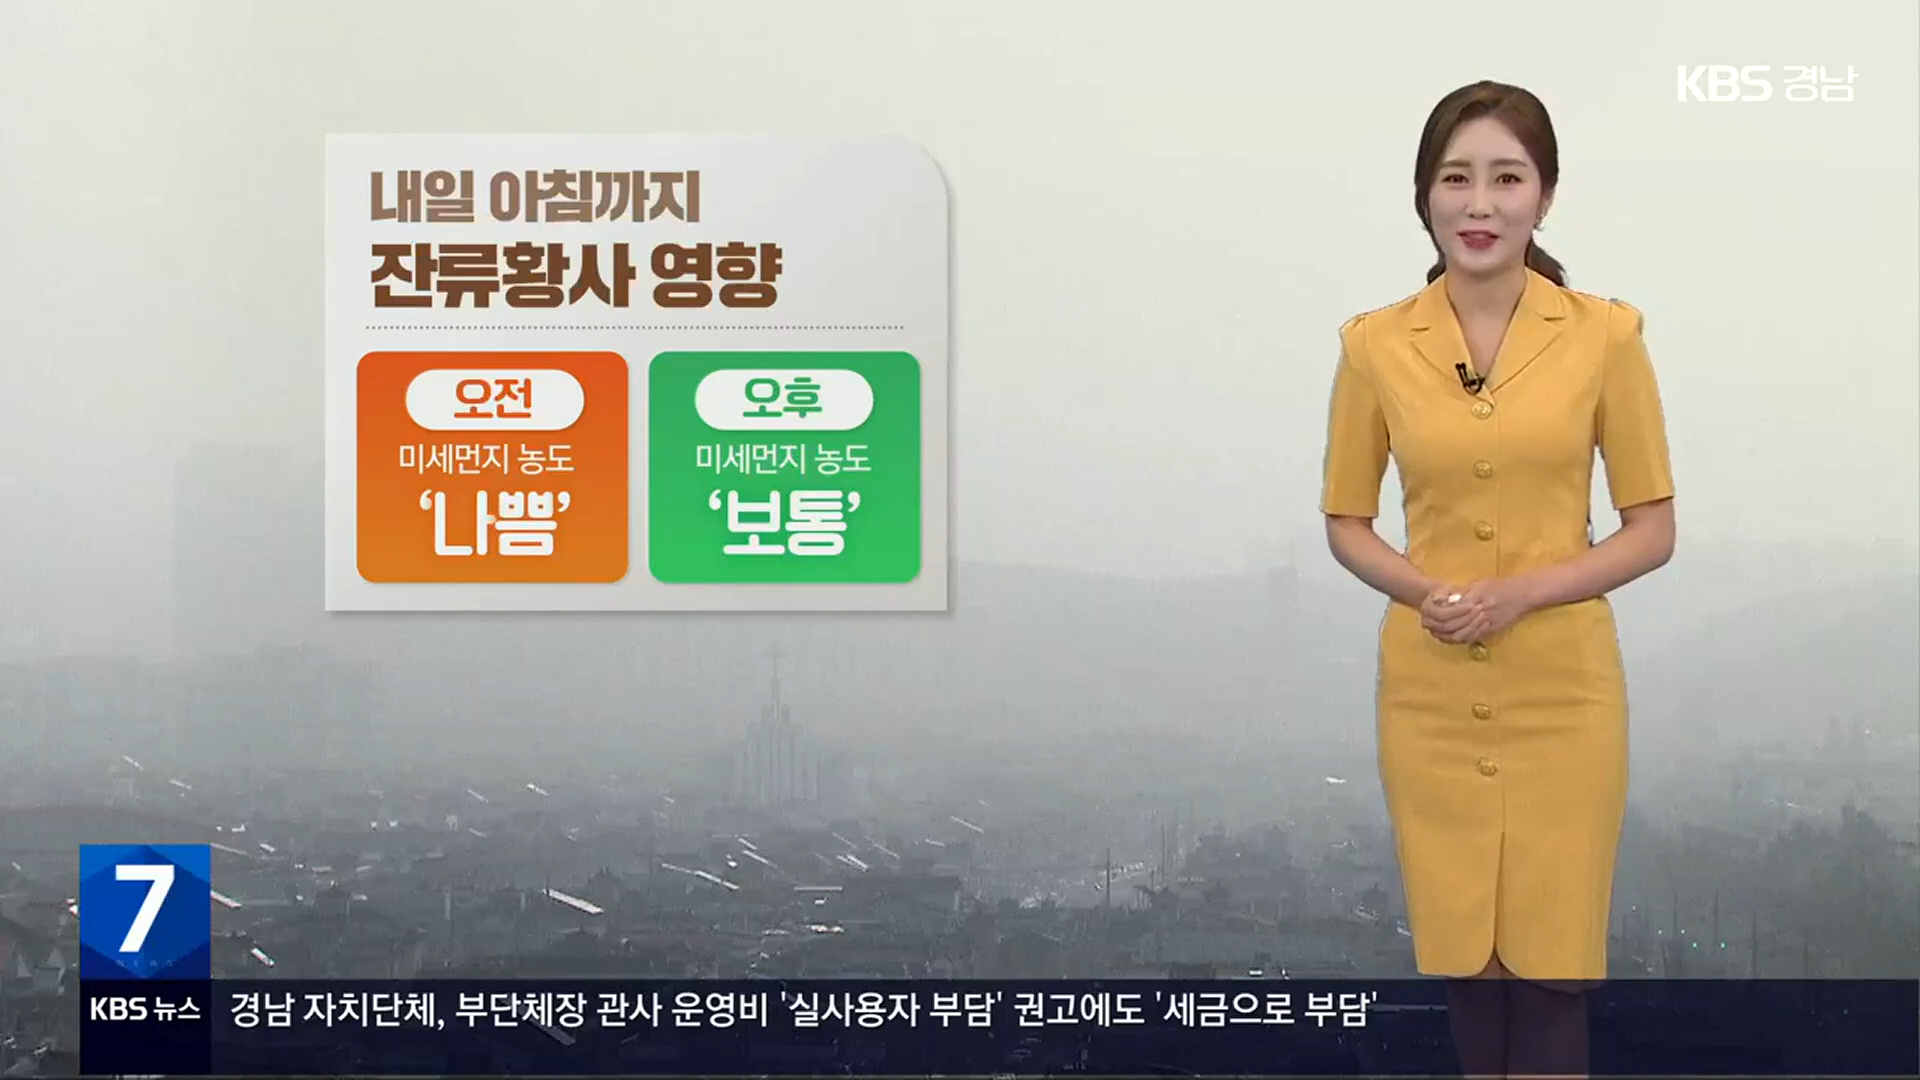 KBS 경남
내일 아침까지
잔류황사 영향
오전
미세먼지 농도
‘나쁨’
오후
미세먼지 농도
‘보통’
7
NEWS
KBS 뉴스
경남 자치단체, 부단체장 관사 운영비 '실사용자 부담' 권고에도 '세금으로 부담'